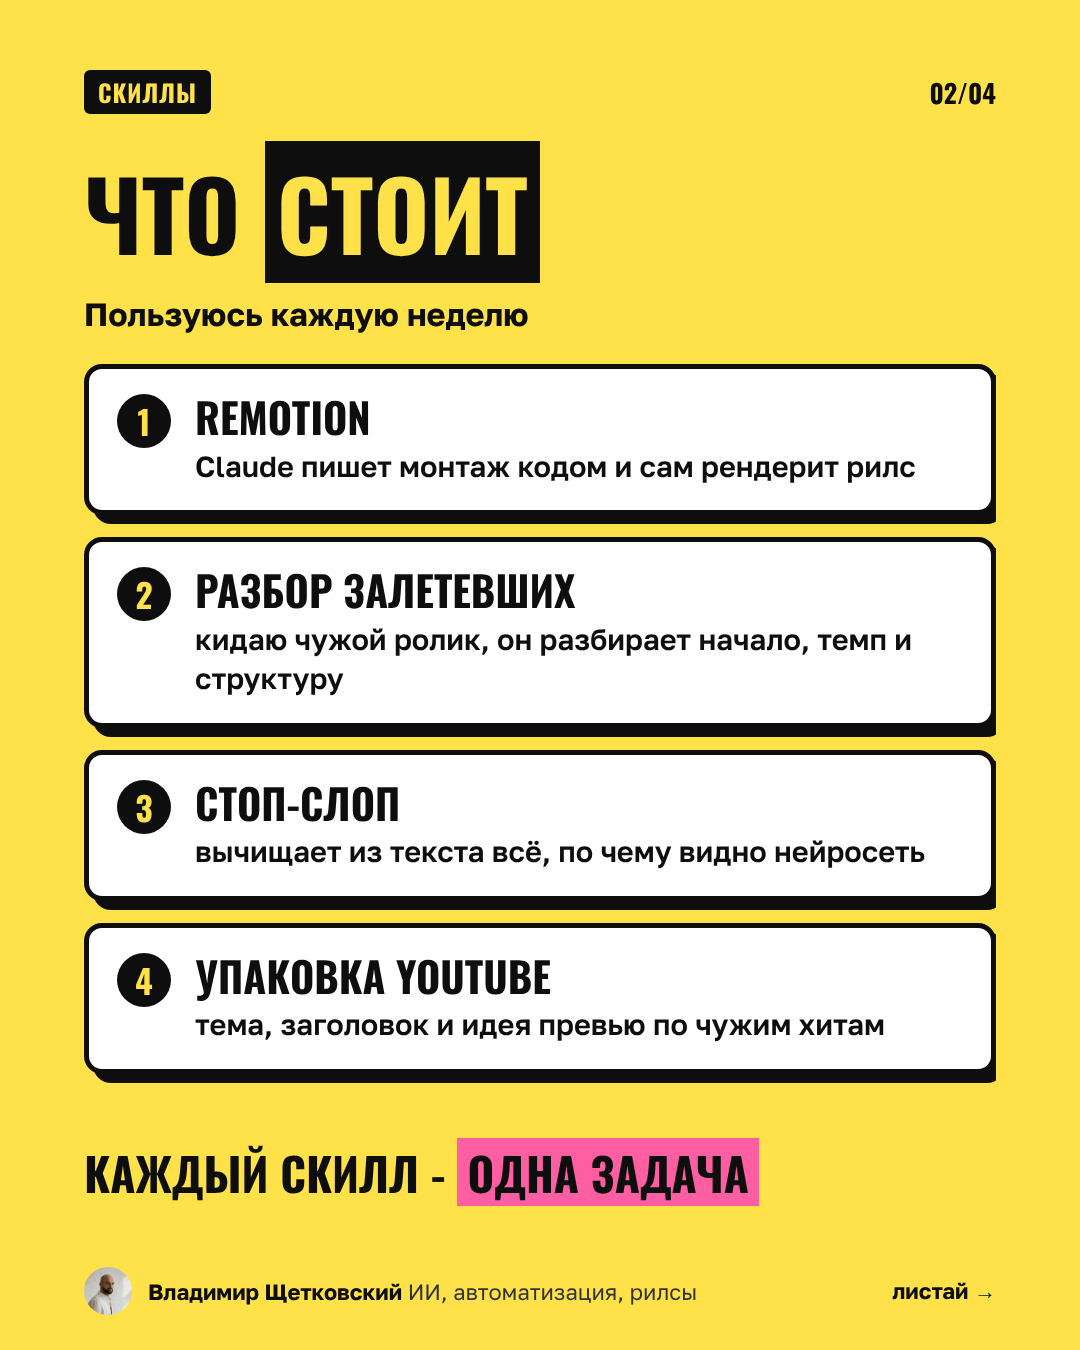 СКИЛЛЫ
02/04
ЧТО СТОИТ
Пользуюсь каждую неделю
1 REMOTION
Claude пишет монтаж кодом и сам рендерит рилс
2 РАЗБОР ЗАЛЕТЕВШИХ
кидаю чужой ролик, он разбирает начало, темп и
структуру
3 СТОП-СЛОП
вычищает из текста всё, по чему видно нейросеть
4 УПАКОВКА YOUTUBE
тема, заголовок и идея превью по чужим хитам
КАЖДЫЙ СКИЛЛ - ОДНА ЗАДАЧА
Владимир Щетковский ИИ, автоматизация, рилсы
листай →